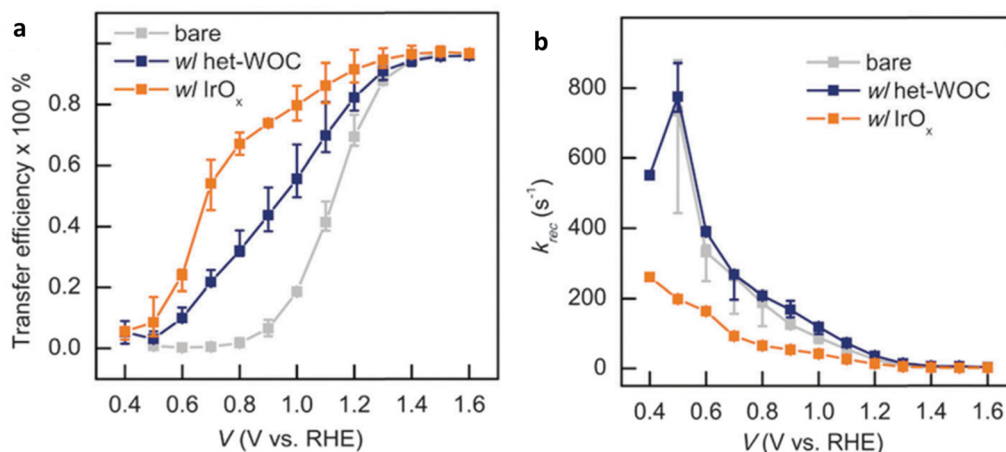 a
bare
w/ het-WOC
w/ IrOx
Transfer efficiency x 100 %
0.8
0.6
0.4
0.2
0.0
0.4 0.6 0.8 1.0 1.2 1.4 1.6
V (V vs. RHE)
b
bare
w/ het-WOC
w/ IrOx
krec (s-1)
800
600
400
200
0
0.4 0.6 0.8 1.0 1.2 1.4 1.6
V (V vs. RHE)